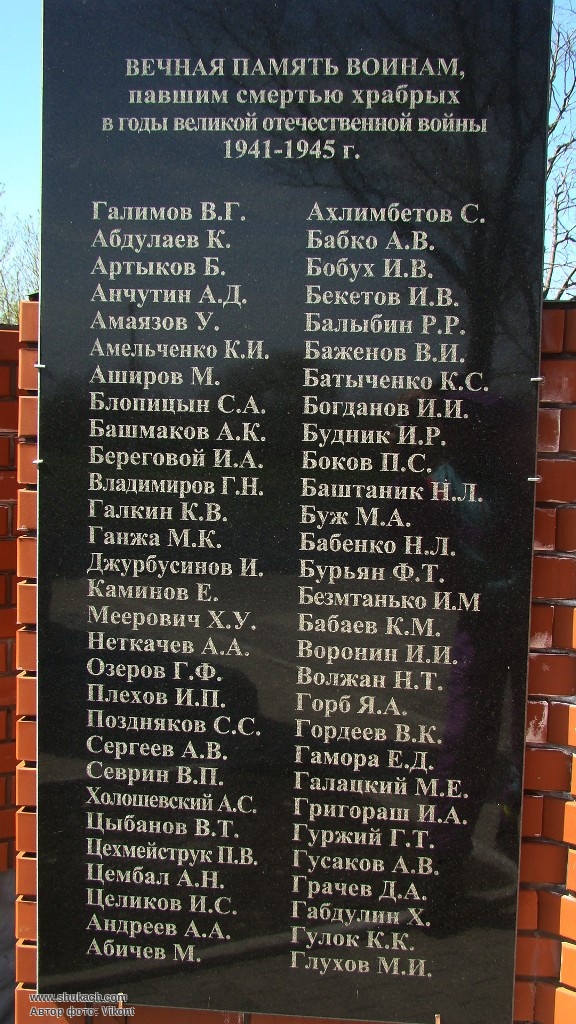 ВЕЧНАЯ ПАМЯТЬ ВОИНАМ,
павшим смертью храбрых
в годы великой отечественной войны
1941-1945 г.
Галимов В.Г.
Абдулаев К.
Артыков Б.
Анчутин А.Д.
Амаязов У.
Амельченко К.И.
Аширов М.
Блопицын С.А.
Башмаков А.К.
Береговой И.А.
Владимиров Г.Н.
Галкин К.В.
Ганжа М.К.
Джурбусинов И.
Каминов Е.
Меерович Х.У.
Неткачев А.А.
Озеров Г.Ф.
Плехов И.П.
Поздняков С.С.
Сергеев А.В.
Севрин В.П.
Холошевский А.С.
Цыбанов В.Т.
Цехмейструк П.В.
Цембал А.Н.
Целиков И.С.
Андреев А.А.
Абичев М.
Ахлимбетов С.
Бабко А.В.
Бобух И.В.
Бекетов И.В.
Балыбин Р.Р.
Баженов В.И.
Батыченко К.С.
Богданов И.И.
Будник И.Р.
Боков П.С.
Баштаник Н.Л.
Буж М.А.
Бабенко Н.Л.
Бурьян Ф.Т.
Безмтанько И.М
Бабаев К.М.
Воронин И.И.
Волжан Н.Т.
Горб Я.А.
Гордеев В.К.
Гамора Е.Д.
Галацкий М.Е.
Григораш И.А.
Гуржий Г.Т.
Гусаков А.В.
Грачев Д.А.
Габдулин Х.
Гулок К.К.
Глухов М.И.
www.shukach.com
Автор фото: Vikont